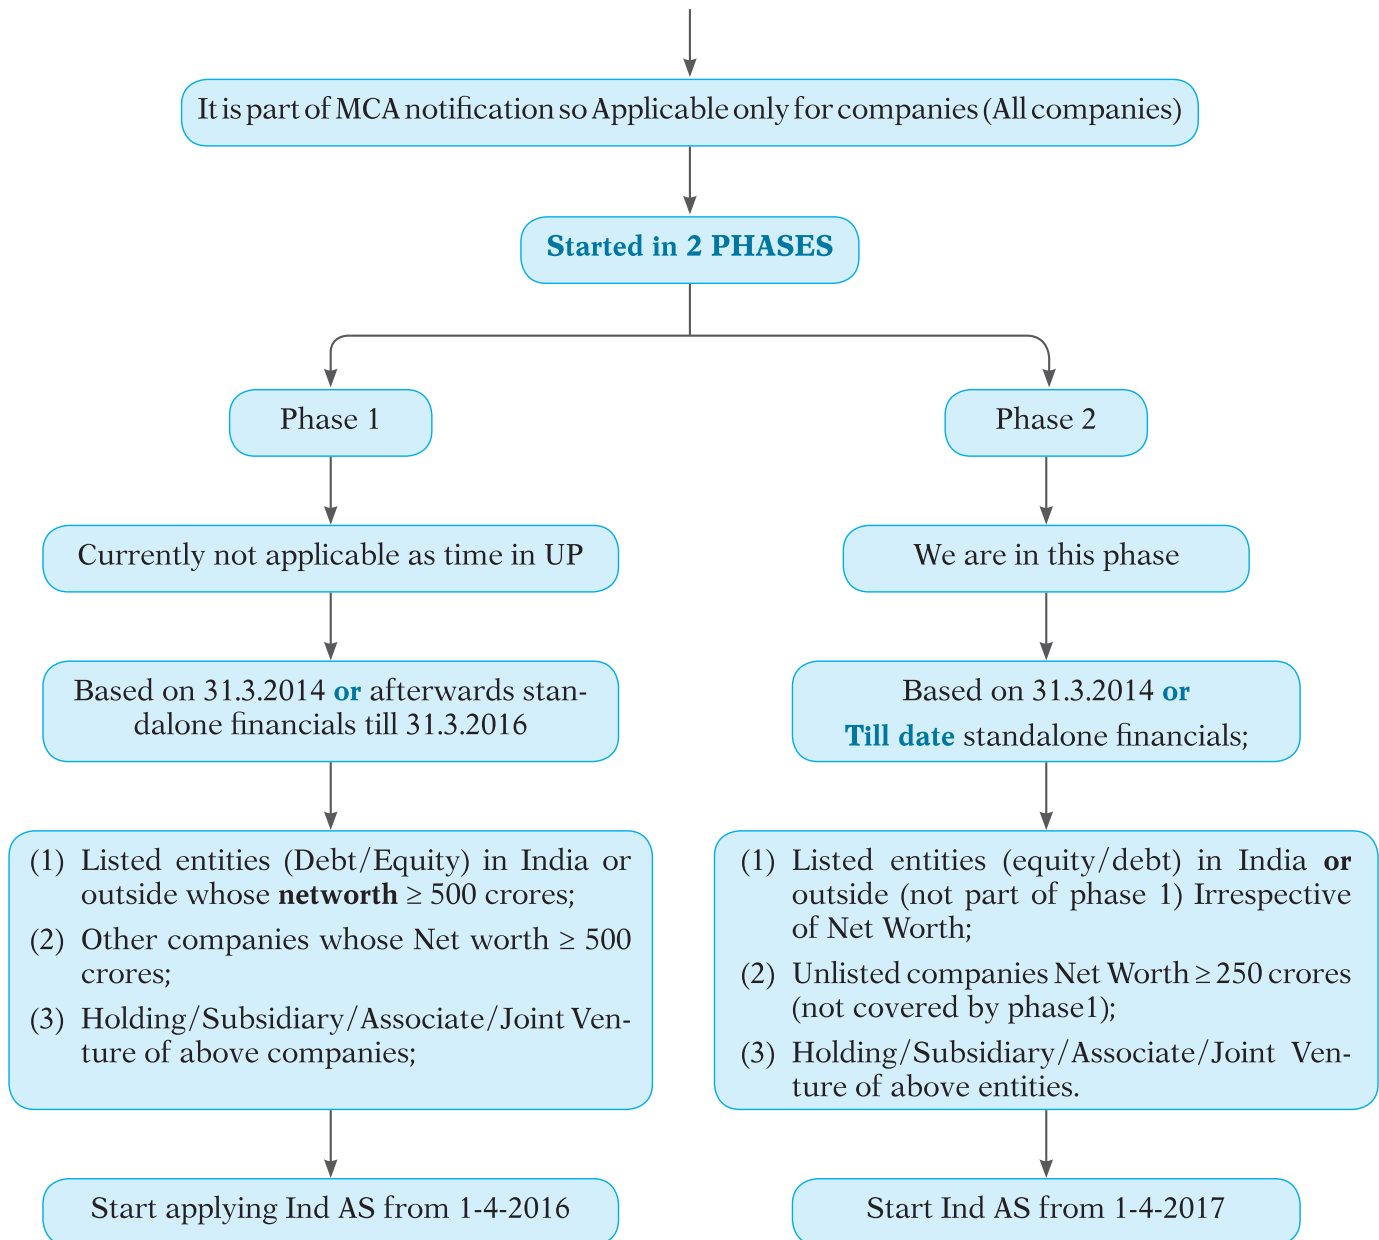 It is part of MCA notification so Applicable only for companies (All companies)
Started in 2 PHASES
Phase 1
Currently not applicable as time in UP
Based on 31.3.2014 or afterwards stan-
dalone financials till 31.3.2016
(1) Listed entities (Debt/Equity) in India or
outside whose networth ≥ 500 crores;
(2) Other companies whose Net worth ≥ 500
crores;
(3) Holding/Subsidiary/Associate/Joint Ven-
ture of above companies;
Start applying Ind AS from 1-4-2016
Phase 2
We are in this phase
Based on 31.3.2014 or
Till date standalone financials;
(1) Listed entities (equity/debt) in India or
outside (not part of phase 1) Irrespective
of Net Worth;
(2) Unlisted companies Net Worth ≥ 250 crores
(not covered by phase1);
(3) Holding/Subsidiary/Associate/Joint Ven-
ture of above entities.
Start Ind AS from 1-4-2017